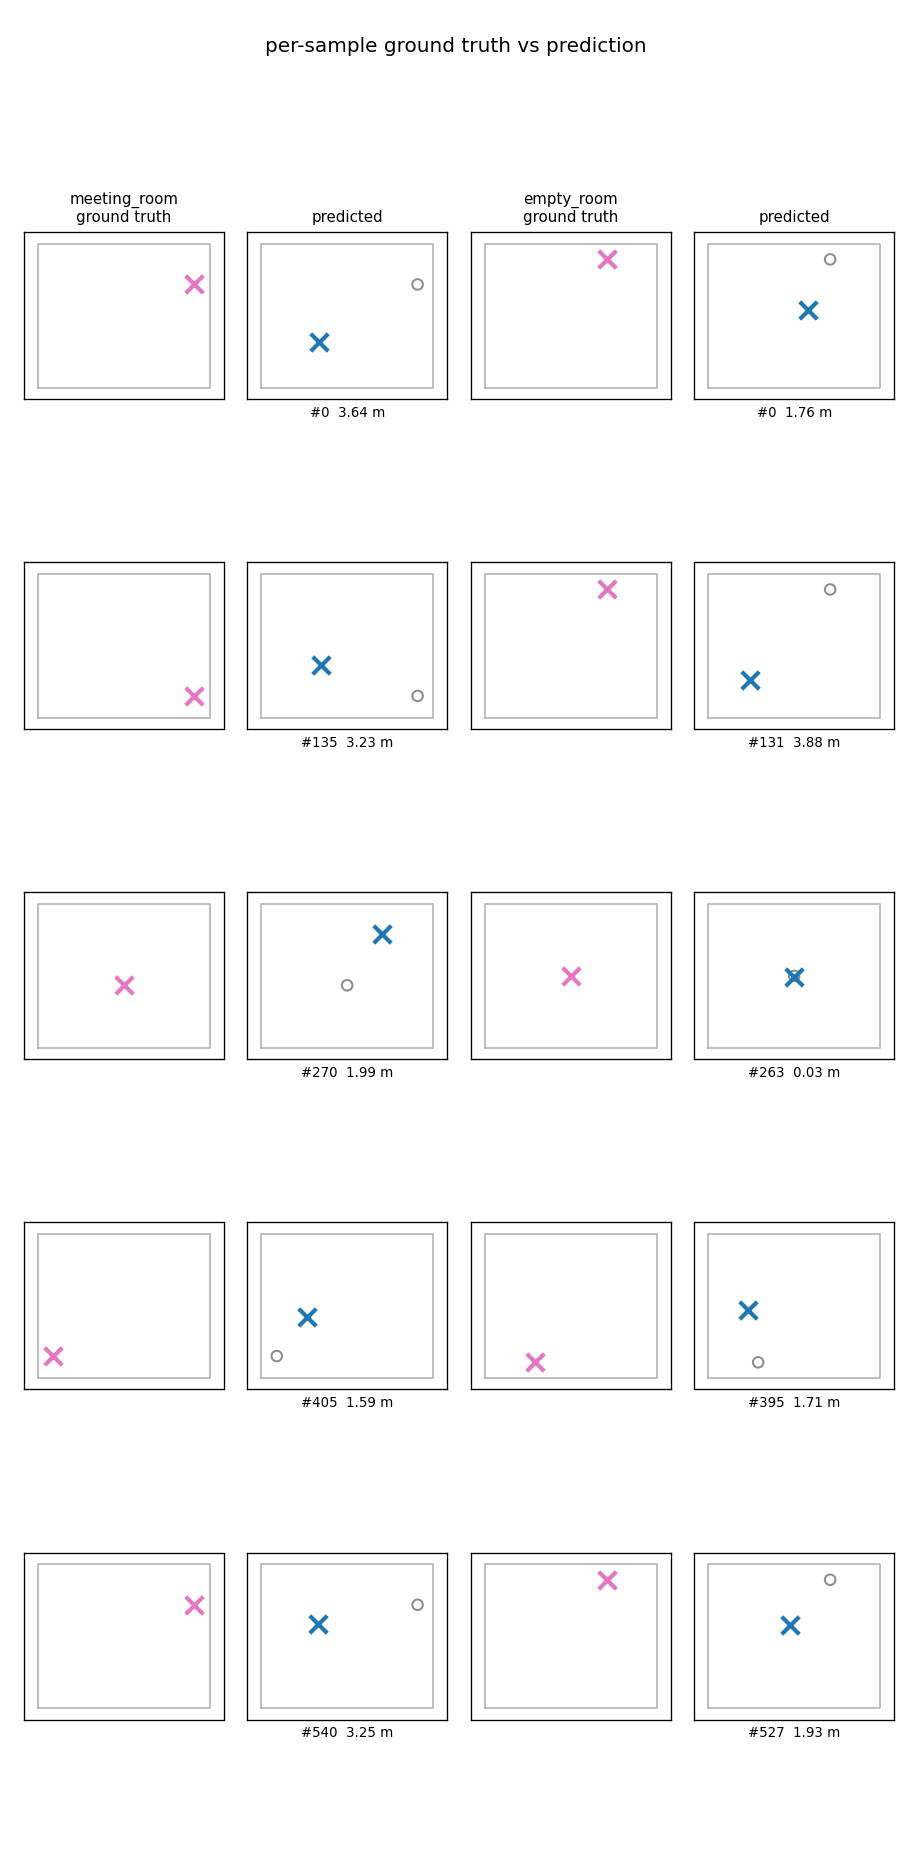 per-sample ground truth vs prediction
meeting_room
ground truth
predicted
empty_room
ground truth
predicted
#0  3.64 m
#0  1.76 m
#135  3.23 m
#131  3.88 m
#270  1.99 m
#263  0.03 m
#405  1.59 m
#395  1.71 m
#540  3.25 m
#527  1.93 m